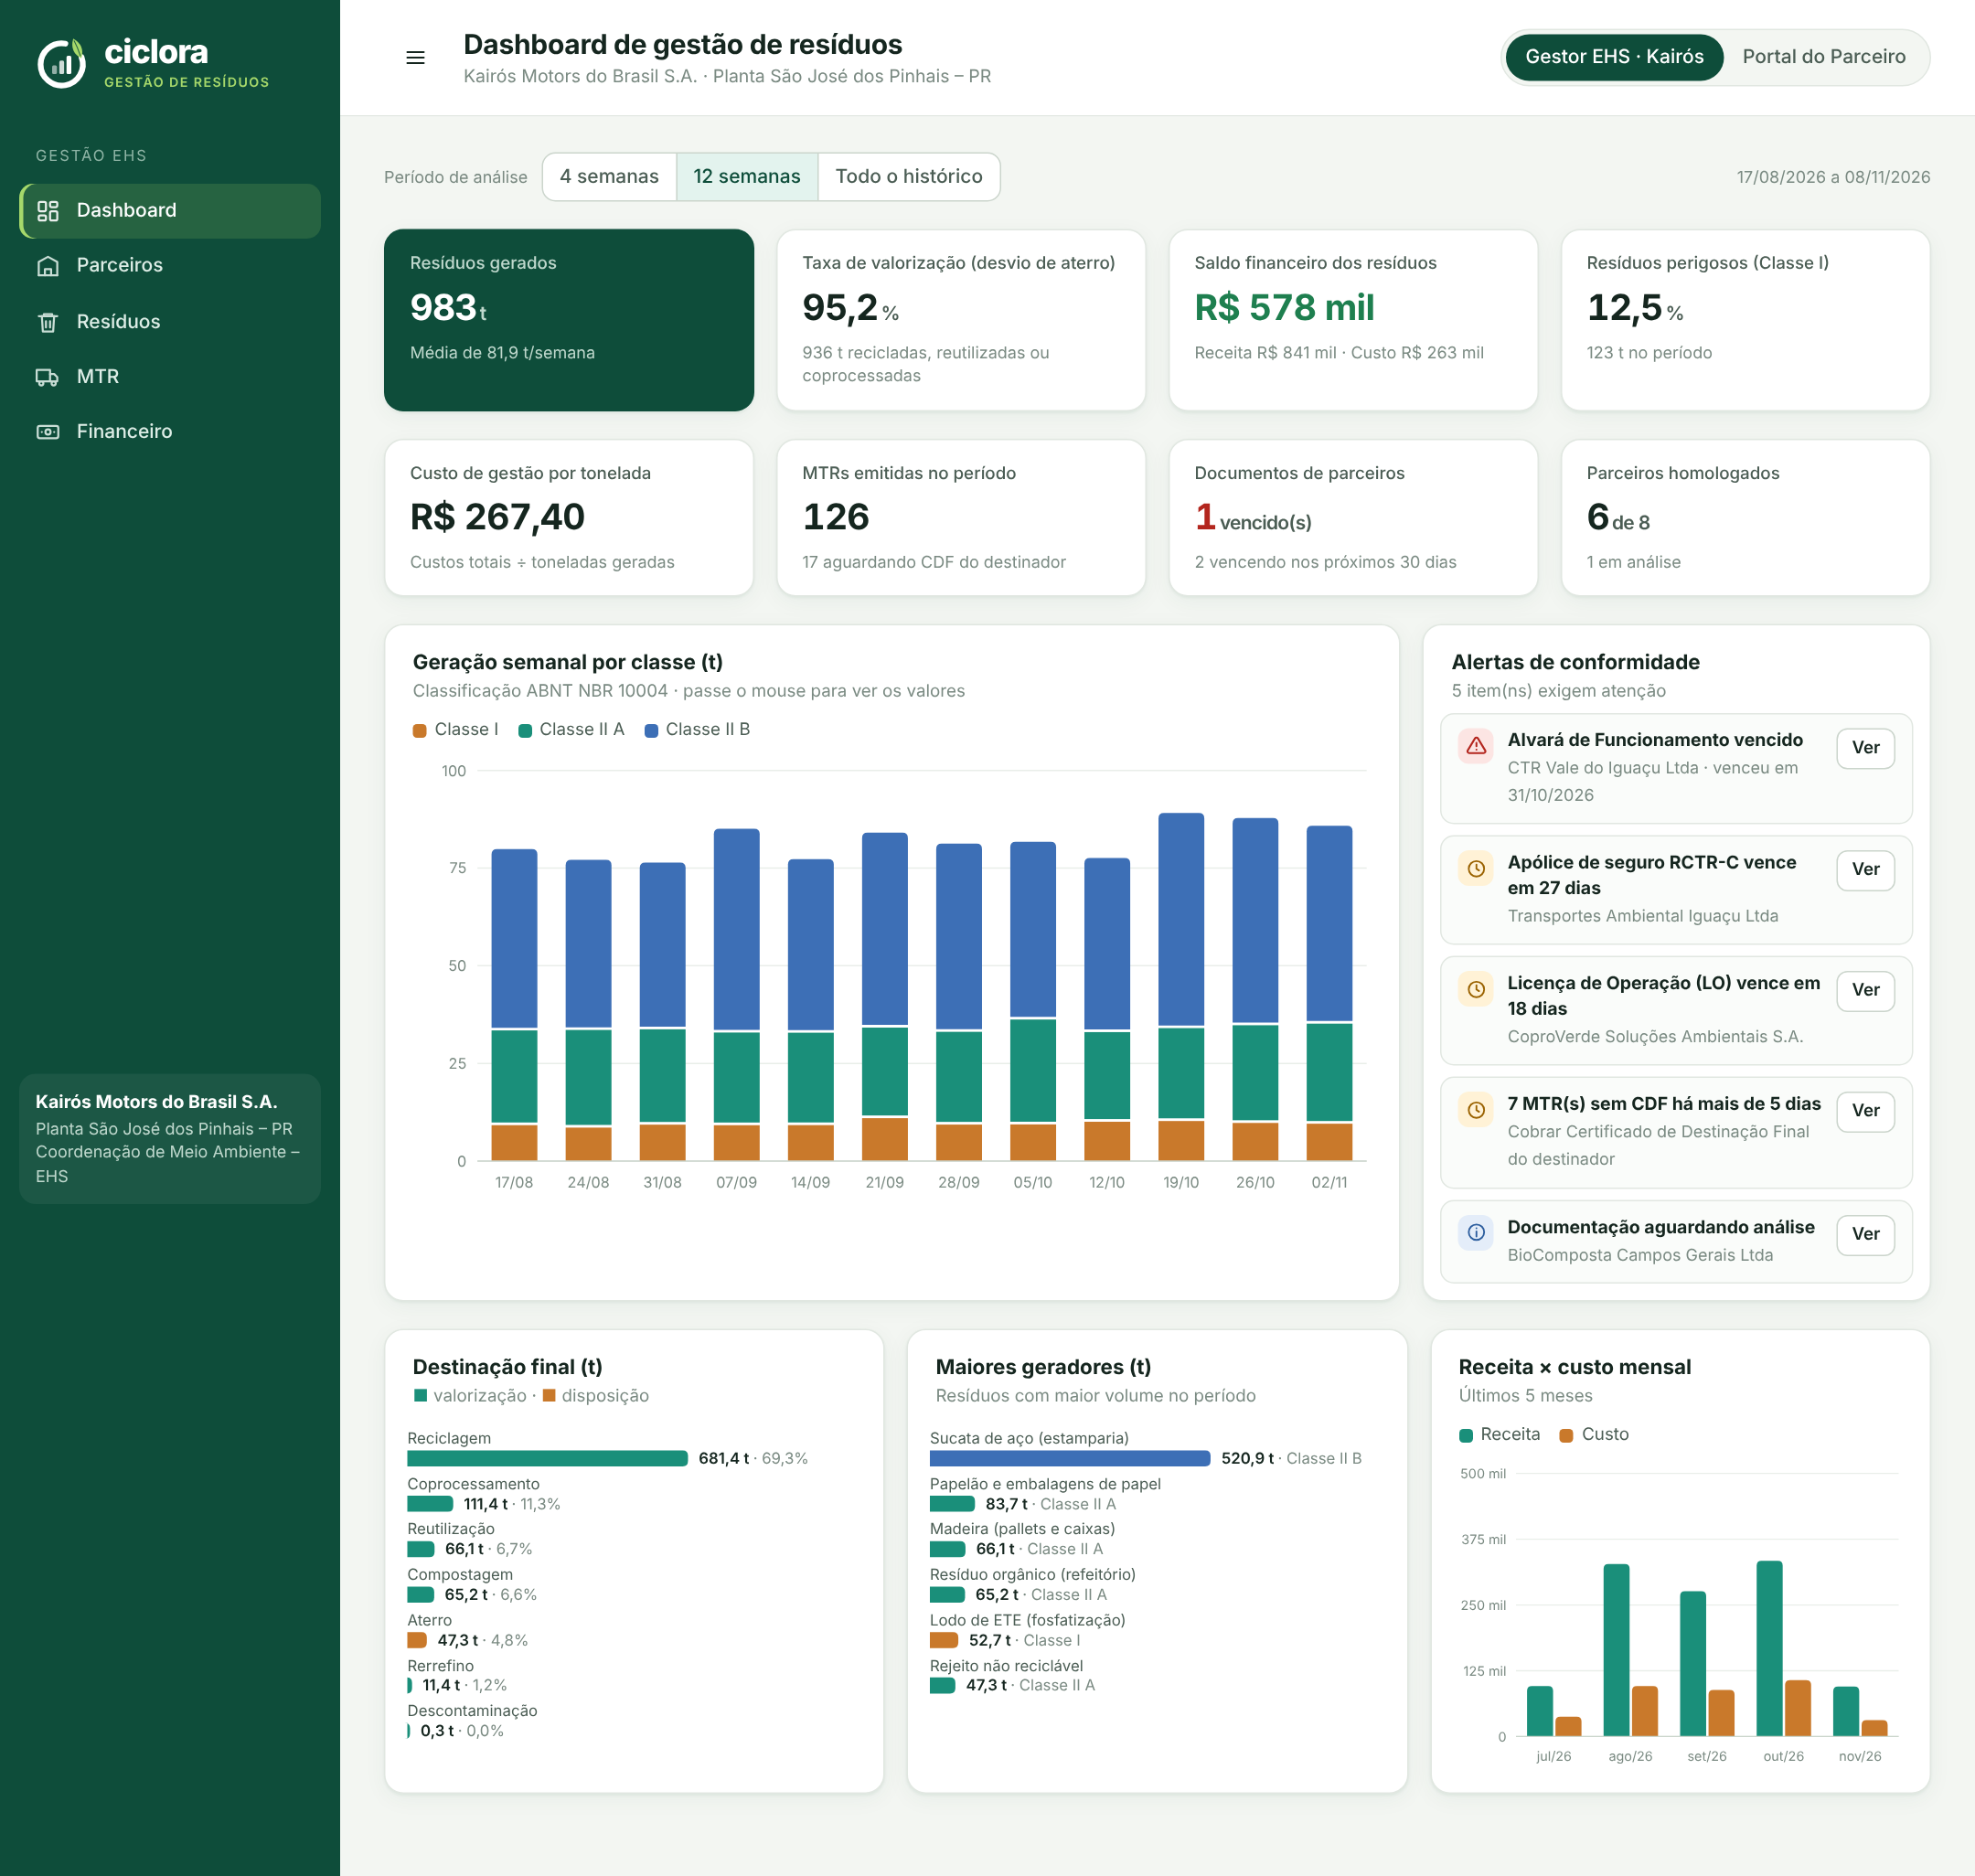 ciclora
GESTÃO DE RESÍDUOS
GESTÃO EHS
Dashboard
Parceiros
Resíduos
MTR
Financeiro
Kairós Motors do Brasil S.A.
Planta São José dos Pinhais – PR
Coordenação de Meio Ambiente –
EHS
Dashboard de gestão de resíduos
Kairós Motors do Brasil S.A. · Planta São José dos Pinhais – PR
Gestor EHS · Kairós
Portal do Parceiro
Período de análise
4 semanas
12 semanas
Todo o histórico
17/08/2026 a 08/11/2026
Resíduos gerados
983 t
Média de 81,9 t/semana
Taxa de valorização (desvio de aterro)
95,2 %
936 t recicladas, reutilizadas ou
coprocessadas
Saldo financeiro dos resíduos
R$ 578 mil
Receita R$ 841 mil · Custo R$ 263 mil
Resíduos perigosos (Classe I)
12,5 %
123 t no período
Custo de gestão por tonelada
R$ 267,40
Custos totais ÷ toneladas geradas
MTRs emitidas no período
126
17 aguardando CDF do destinador
Documentos de parceiros
1 vencido(s)
2 vencendo nos próximos 30 dias
Parceiros homologados
6 de 8
1 em análise
Geração semanal por classe (t)
Classificação ABNT NBR 10004 · passe o mouse para ver os valores
Classe I
Classe II A
Classe II B
100
75
50
25
0
17/08
24/08
31/08
07/09
14/09
21/09
28/09
05/10
12/10
19/10
26/10
02/11
Alertas de conformidade
5 item(ns) exigem atenção
Alvará de Funcionamento vencido
CTR Vale do Iguaçu Ltda · venceu em
31/10/2026
Ver
Apólice de seguro RCTR-C vence
em 27 dias
Transportes Ambiental Iguaçu Ltda
Ver
Licença de Operação (LO) vence em
18 dias
CoproVerde Soluções Ambientais S.A.
Ver
7 MTR(s) sem CDF há mais de 5 dias
Cobrar Certificado de Destinação Final
do destinador
Ver
Documentação aguardando análise
BioComposta Campos Gerais Ltda
Ver
Destinação final (t)
valorização · disposição
Reciclagem
681,4 t · 69,3%
Coprocessamento
111,4 t · 11,3%
Reutilização
66,1 t · 6,7%
Compostagem
65,2 t · 6,6%
Aterro
47,3 t · 4,8%
Rerrefino
11,4 t · 1,2%
Descontaminação
0,3 t · 0,0%
Maiores geradores (t)
Resíduos com maior volume no período
Sucata de aço (estamparia)
520,9 t · Classe II B
Papelão e embalagens de papel
83,7 t · Classe II A
Madeira (pallets e caixas)
66,1 t · Classe II A
Resíduo orgânico (refeitório)
65,2 t · Classe II A
Lodo de ETE (fosfatização)
52,7 t · Classe I
Rejeito não reciclável
47,3 t · Classe II A
Receita × custo mensal
Últimos 5 meses
Receita
Custo
500 mil
375 mil
250 mil
125 mil
0
jul/26
ago/26
set/26
out/26
nov/26